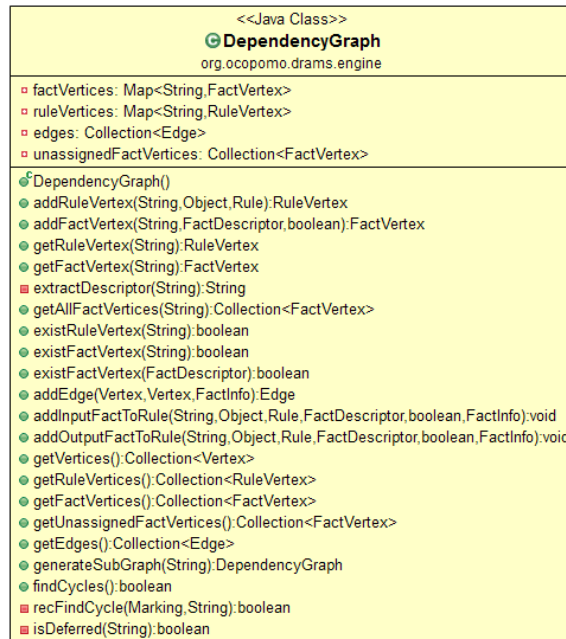 <<Java Class>>
DependencyGraph
org.ocopomo.drams.engine
factVertices: Map<String,FactVertex>
ruleVertices: Map<String,RuleVertex>
edges: Collection<Edge>
unassignedFactVertices: Collection<FactVertex>
DependencyGraph()
addRuleVertex(String,Object,Rule):RuleVertex
addFactVertex(String,FactDescriptor,boolean):FactVertex
getRuleVertex(String):RuleVertex
getFactVertex(String):FactVertex
extractDescriptor(String):String
getAllFactVertices(String):Collection<FactVertex>
existRuleVertex(String):boolean
existFactVertex(String):boolean
existFactVertex(FactDescriptor):boolean
addEdge(Vertex,Vertex,FactInfo):Edge
addInputFactToRule(String,Object,Rule,FactDescriptor,boolean,FactInfo):void
addOutputFactToRule(String,Object,Rule,FactDescriptor,boolean,FactInfo):void
getVertices():Collection<Vertex>
getRuleVertices():Collection<RuleVertex>
getFactVertices():Collection<FactVertex>
getUnassignedFactVertices():Collection<FactVertex>
getEdges():Collection<Edge>
generateSubGraph(String):DependencyGraph
findCycles():boolean
recFindCycle(Marking,String):boolean
isDeferred(String):boolean